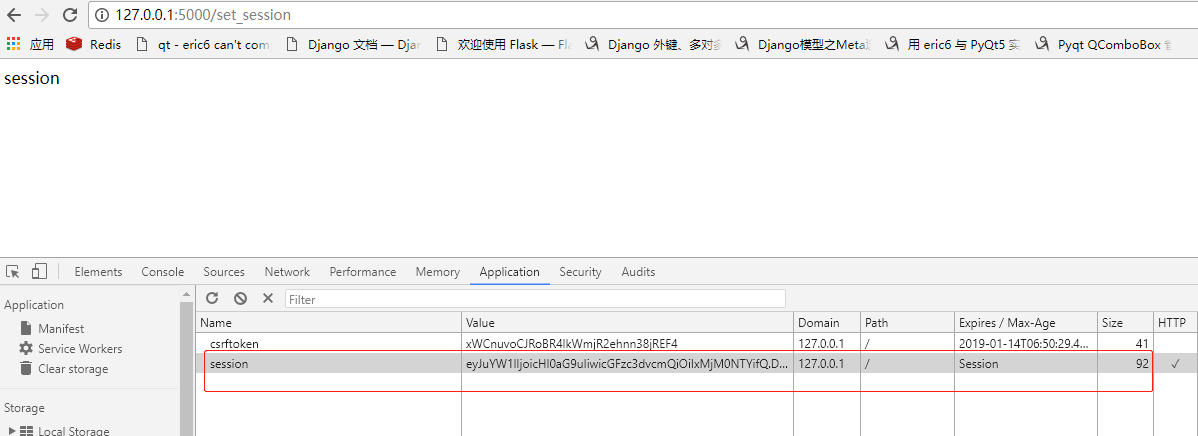 127.0.0.1:5000/set_session
应用 Redis qt - eric6 can't com Django 文档 — Djan 欢迎使用 Flask — Fla Django 外键、多对多 Django模型之Meta 用 eric6 与 PyQt5 实 Pyqt QComboBox
session
Elements Console Sources Network Performance Memory Application Security Audits
Application
Manifest
Service Workers
Clear storage
Storage
Local Storage
Filter
Name Value Domain Path Expires / Max-Age Size HTTP
csrftoken xWCnuvoCJRoBR4lkWmjR2ehnn38jREF4 127.0.0.1 / 2019-01-14T06:50:29.4... 41
session eyJuYW1lIjoicHl0aG9uIiwicGFzc3dvcmQiOiIxMjM0NTYifQ.D... 127.0.0.1 / Session 92 ✓